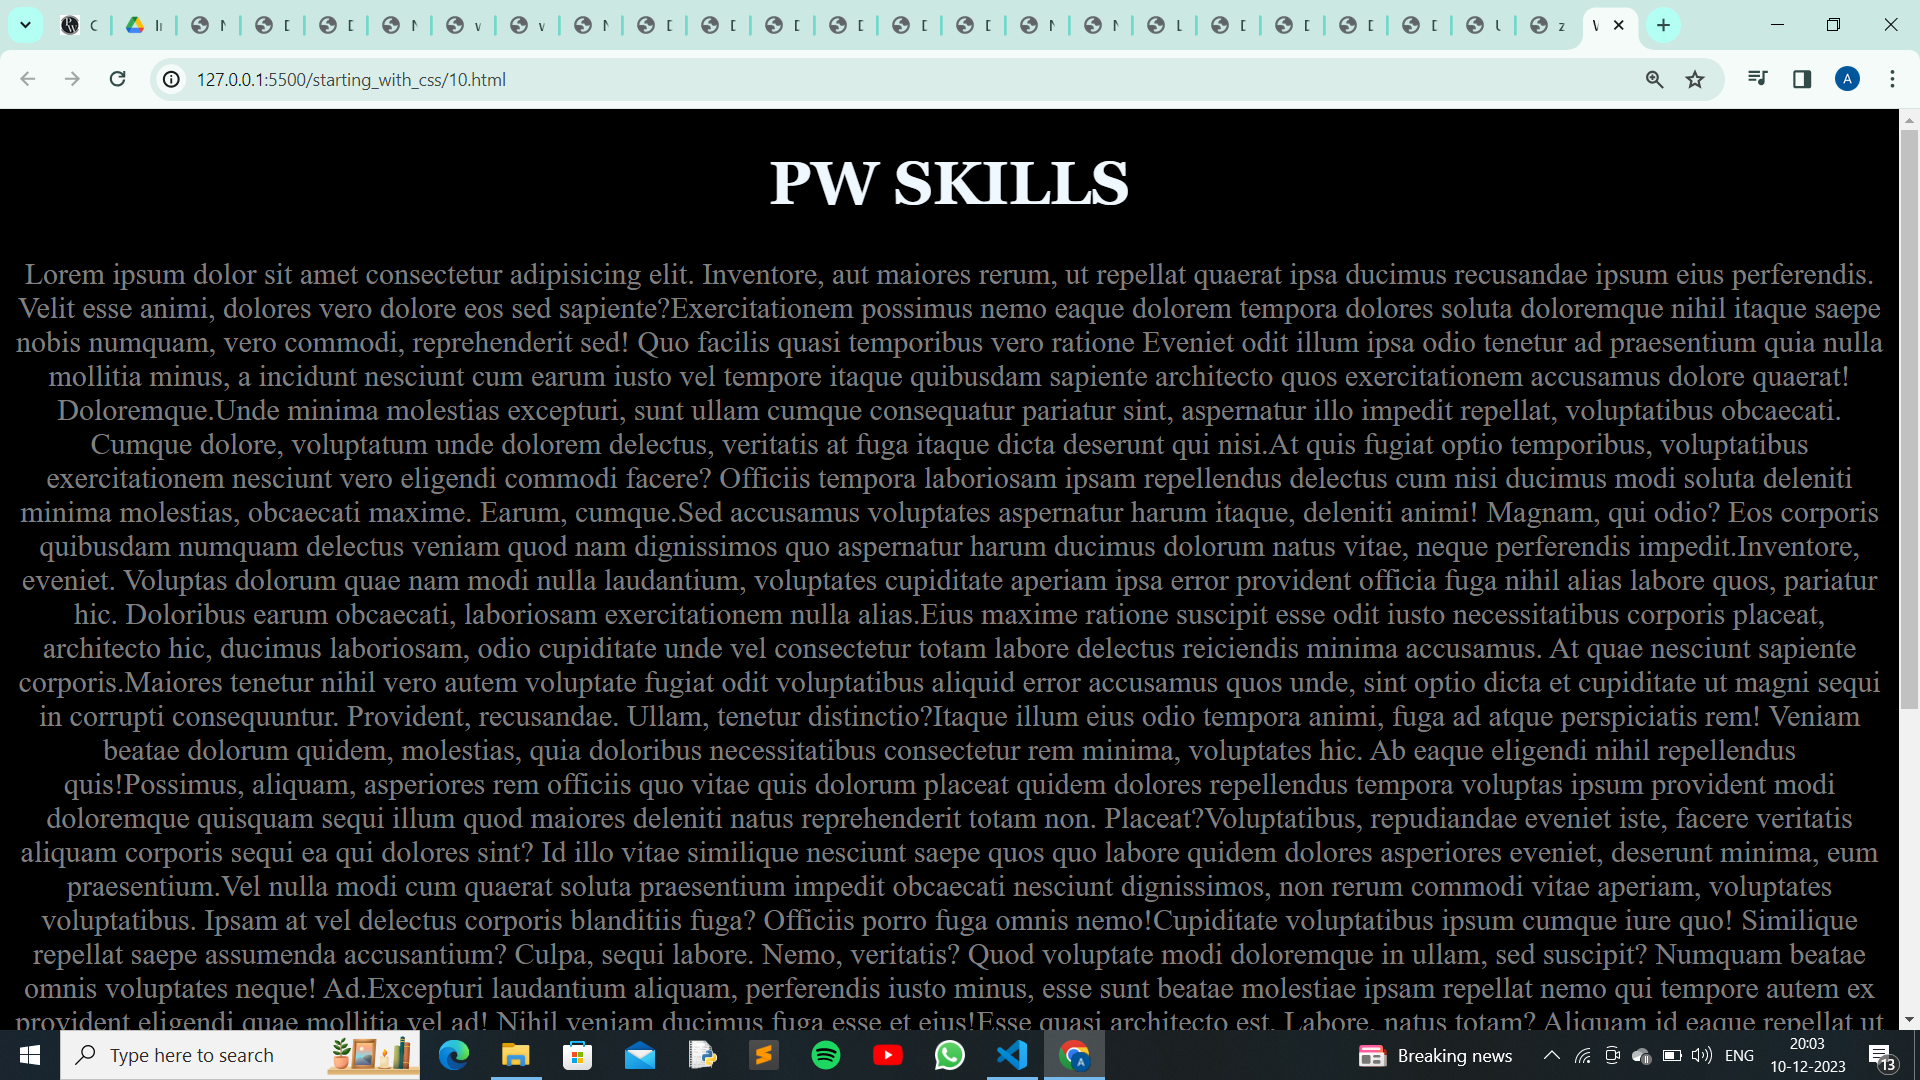 127.0.0.1:5500/starting_with_css/10.html
A
PW SKILLS
Lorem ipsum dolor sit amet consectetur adipisicing elit. Inventore, aut maiores rerum, ut repellat quaerat ipsa ducimus recusandae ipsum eius perferendis.
Velit esse animi, dolores vero dolore eos sed sapiente?Exercitationem possimus nemo eaque dolorem tempora dolores soluta doloremque nihil itaque saepe
nobis numquam, vero commodi, reprehenderit sed! Quo facilis quasi temporibus vero ratione Eveniet odit illum ipsa odio tenetur ad praesentium quia nulla
mollitia minus, a incidunt nesciunt cum earum iusto vel tempore itaque quibusdam sapiente architecto quos exercitationem accusamus dolore quaerat!
Doloremque.Unde minima molestias excepturi, sunt ullam cumque consequatur pariatur sint, aspernatur illo impedit repellat, voluptatibus obcaecati.
Cumque dolore, voluptatum unde dolorem delectus, veritatis at fuga itaque dicta deserunt qui nisi.At quis fugiat optio temporibus, voluptatibus
exercitationem nesciunt vero eligendi commodi facere? Officiis tempora laboriosam ipsam repellendus delectus cum nisi ducimus modi soluta deleniti
minima molestias, obcaecati maxime. Earum, cumque.Sed accusamus voluptates aspernatur harum itaque, deleniti animi! Magnam, qui odio? Eos corporis
quibusdam numquam delectus veniam quod nam dignissimos quo aspernatur harum ducimus dolorum natus vitae, neque perferendis impedit.Inventore,
eveniet. Voluptas dolorum quae nam modi nulla laudantium, voluptates cupiditate aperiam ipsa error provident officia fuga nihil alias labore quos, pariatur
hic. Doloribus earum obcaecati, laboriosam exercitationem nulla alias.Eius maxime ratione suscipit esse odit iusto necessitatibus corporis placeat,
architecto hic, ducimus laboriosam, odio cupiditate unde vel consectetur totam labore delectus reiciendis minima accusamus. At quae nesciunt sapiente
corporis.Maiores tenetur nihil vero autem voluptate fugiat odit voluptatibus aliquid error accusamus quos unde, sint optio dicta et cupiditate ut magni sequi
in corrupti consequuntur. Provident, recusandae. Ullam, tenetur distinctio?Itaque illum eius odio tempora animi, fuga ad atque perspiciatis rem! Veniam
beatae dolorum quidem, molestias, quia doloribus necessitatibus consectetur rem minima, voluptates hic. Ab eaque eligendi nihil repellendus
quis!Possimus, aliquam, asperiores rem officiis quo vitae quis dolorum placeat quidem dolores repellendus tempora voluptas ipsum provident modi
doloremque quisquam sequi illum quod maiores deleniti natus reprehenderit totam non. Placeat?Voluptatibus, repudiandae eveniet iste, facere veritatis
aliquam corporis sequi ea qui dolores sint? Id illo vitae similique nesciunt saepe quos quo labore quidem dolores asperiores eveniet, deserunt minima, eum
praesentium.Vel nulla modi cum quaerat soluta praesentium impedit obcaecati nesciunt dignissimos, non rerum commodi vitae aperiam, voluptates
voluptatibus. Ipsam at vel delectus corporis blanditiis fuga? Officiis porro fuga omnis nemo!Cupiditate voluptatibus ipsum cumque iure quo! Similique
repellat saepe assumenda accusantium? Culpa, sequi labore. Nemo, veritatis? Quod voluptate modi doloremque in ullam, sed suscipit? Numquam beatae
omnis voluptates neque! Ad.Excepturi laudantium aliquam, perferendis iusto minus, esse sunt beatae molestiae ipsam repellat nemo qui tempore autem ex
provident eligendi quae mollitia vel ad! Nihil veniam ducimus fuga esse et eius!Esse quasi architecto est. Labore, natus totam? Aliquam id eaque repellat ut
Type here to search
Breaking news
ENG
20:03
10-12-2023
13